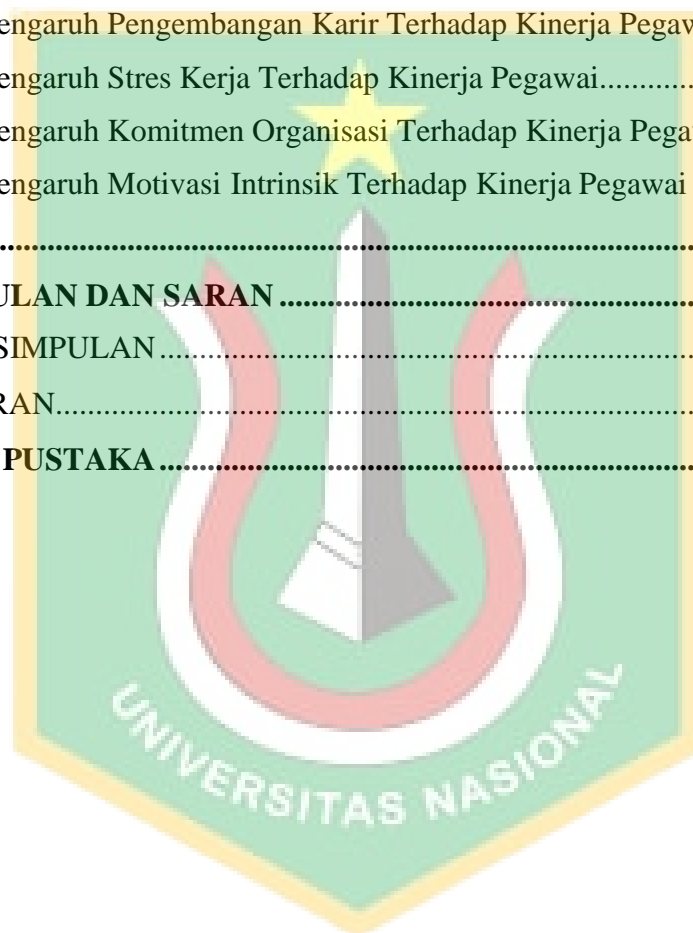 engaruh Pengembangan Karir Terhadap Kinerja Pegaw
engaruh Stres Kerja Terhadap Kinerja Pegawai............
engaruh Komitmen Organisasi Terhadap Kinerja Pega
engaruh Motivasi Intrinsik Terhadap Kinerja Pegawai
................................................................
ULAN DAN SARAN................................................
SIMPULAN................................................................
RAN................................................................
PUSTAKA................................................................
UNIVERSITAS NASIONAL